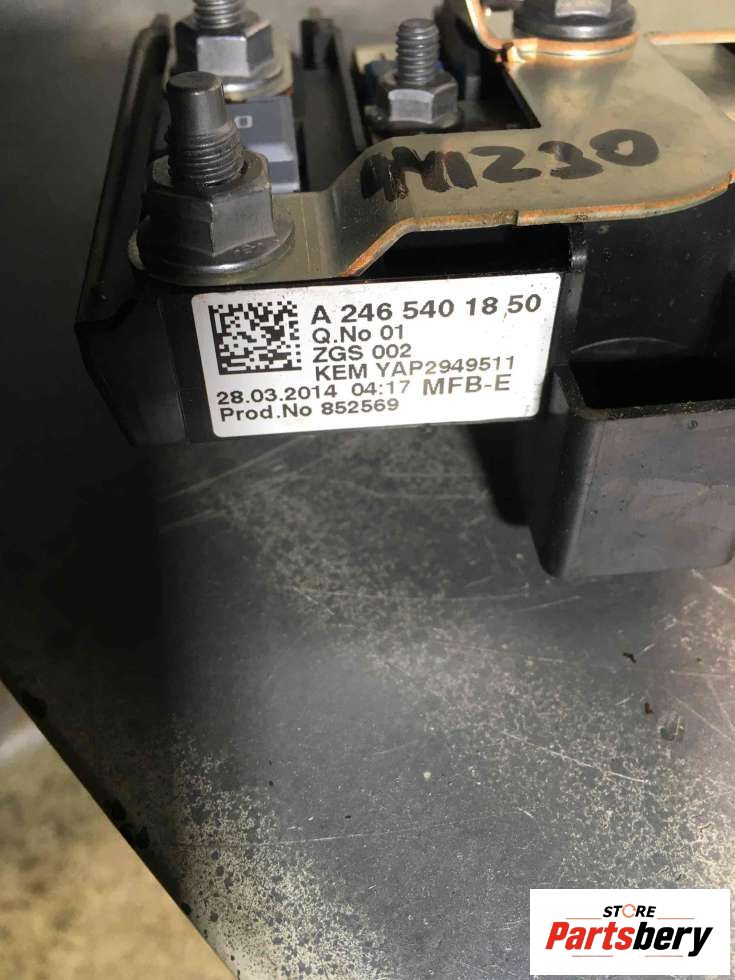 1N1230
A 246 540 18 50
Q.No 01
ZGS 002
KEM YAP2949511
28.03.2014 04:17 MFB-E
Prod.No 852569
STORE
Partsbery